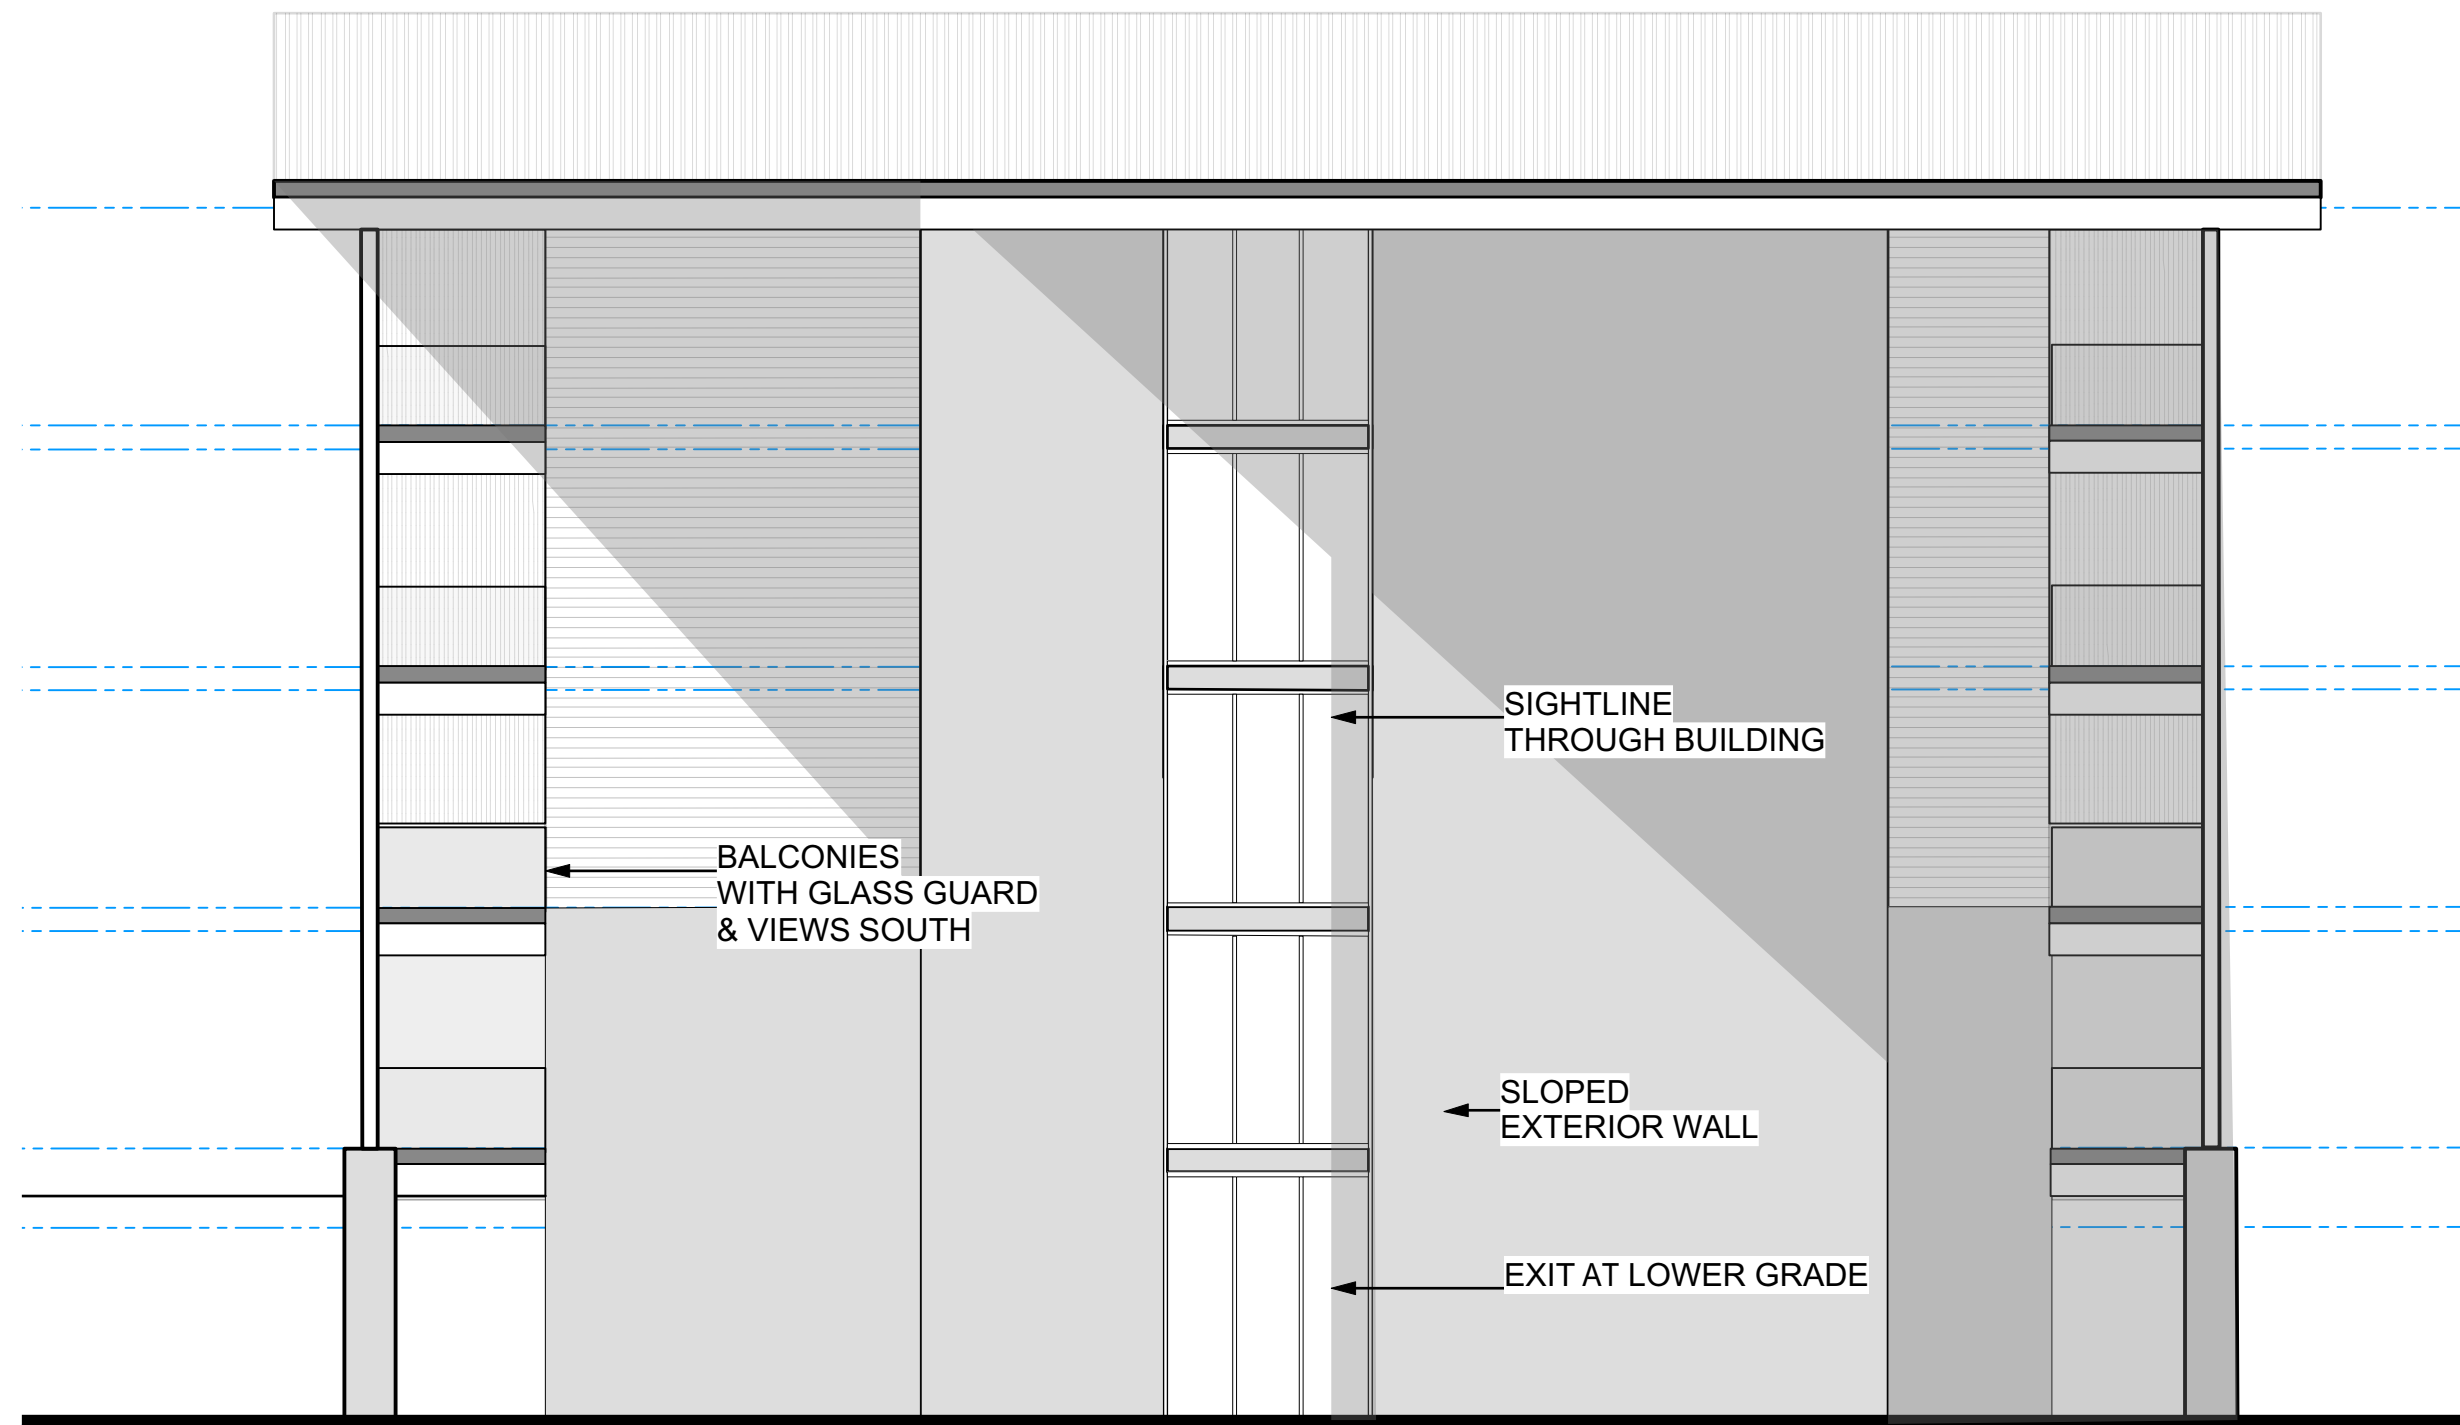 SIGHTLINE
THROUGH BUILDING
BALCONIES
WITH GLASS GUARD
& VIEWS SOUTH
SLOPED
EXTERIOR WALL
EXIT AT LOWER GRADE